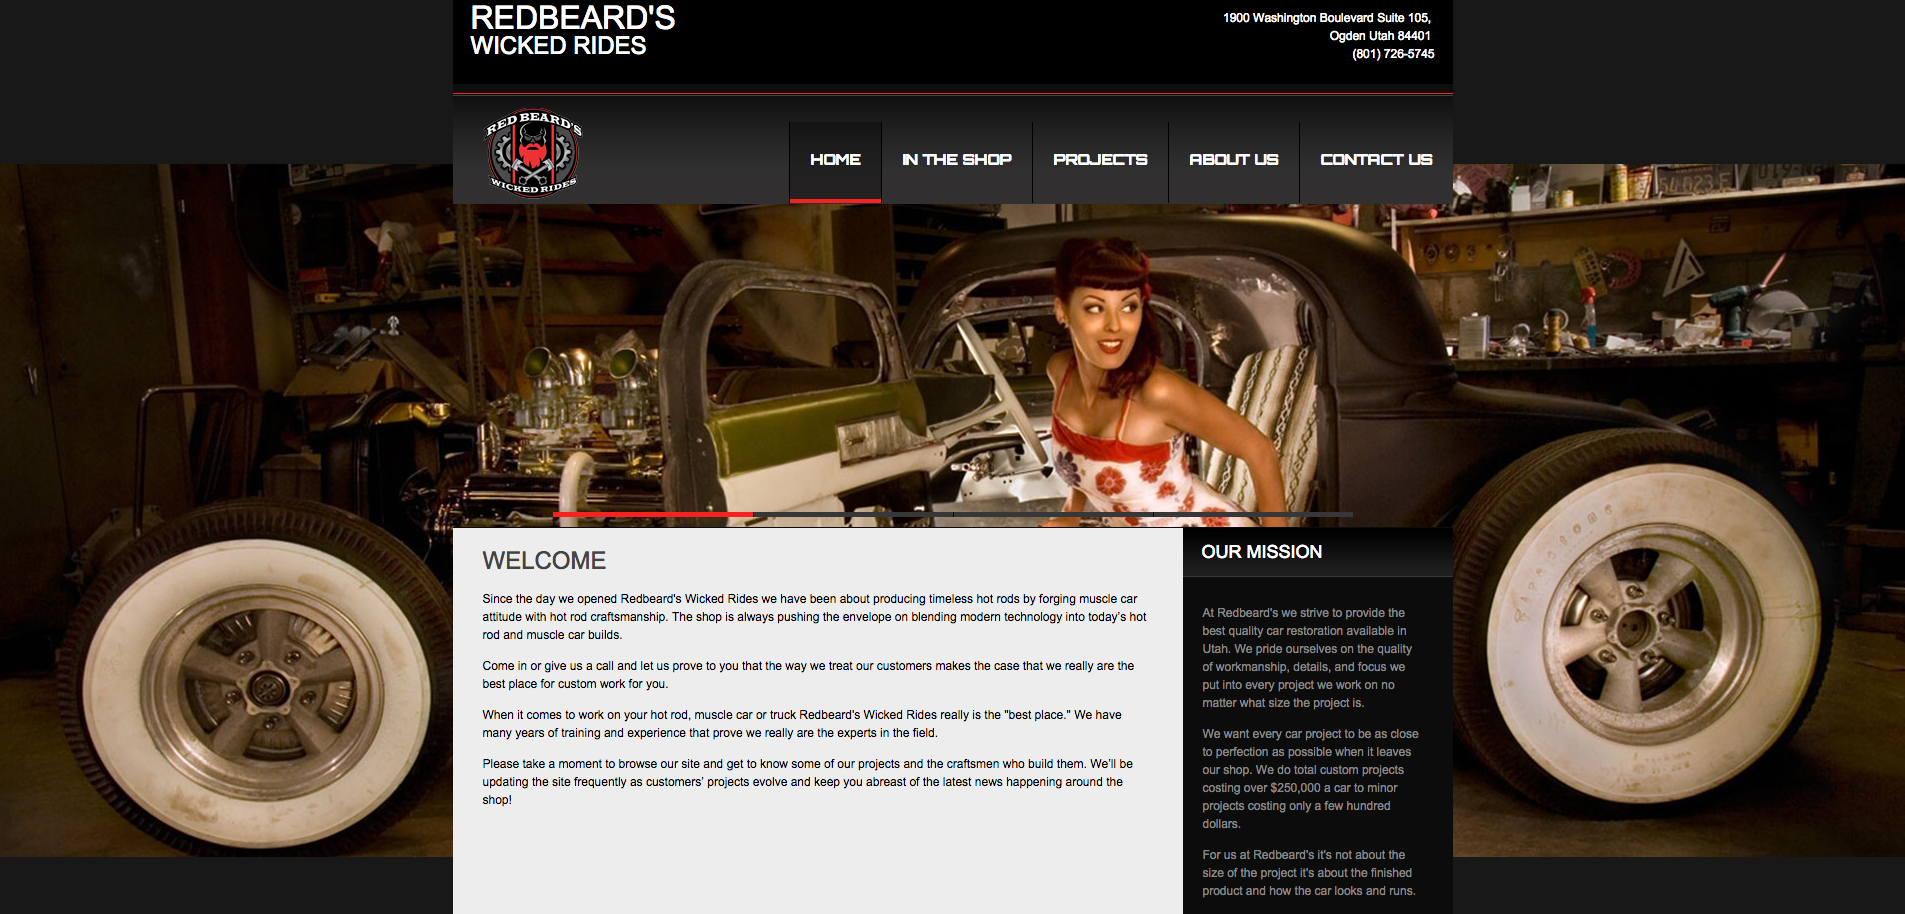 REDBEARD'S
WICKED RIDES
1900 Washington Boulevard Suite 105,
Ogden Utah 84401
(801) 726-5745
RED BEARD'S
WICKED RIDES
HOME
IN THE SHOP
PROJECTS
ABOUT US
CONTACT US
WELCOME
Since the day we opened Redbeard's Wicked Rides we have been about producing timeless hot rods by forging muscle car
attitude with hot rod craftsmanship. The shop is always pushing the envelope on blending modern technology into today’s hot
rod and muscle car builds.
Come in or give us a call and let us prove to you that the way we treat our customers makes the case that we really are the
best place for custom work for you.
When it comes to work on your hot rod, muscle car or truck Redbeard's Wicked Rides really is the "best place." We have
many years of training and experience that prove we really are the experts in the field.
Please take a moment to browse our site and get to know some of our projects and the craftsmen who build them. We’ll be
updating the site frequently as customers’ projects evolve and keep you abreast of the latest news happening around the
shop!
OUR MISSION
At Redbeard's we strive to provide the
best quality car restoration available in
Utah. We pride ourselves on the quality
of workmanship, details, and focus we
put into every project we work on no
matter what size the project is.
We want every car project to be as close
to perfection as possible when it leaves
our shop. We do total custom projects
costing over $250,000 a car to minor
projects costing only a few hundred
dollars.
For us at Redbeard's it's not about the
size of the project it's about the finished
product and how the car looks and runs.